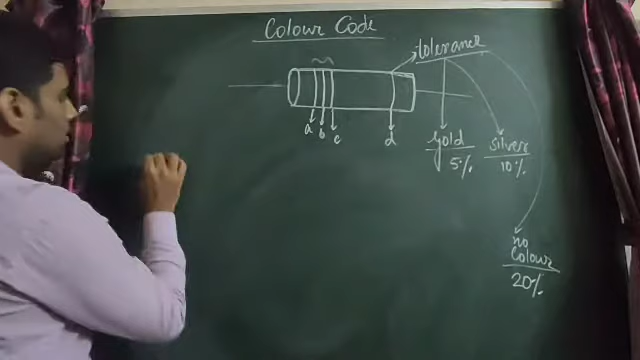 Colour Code
tolerance
a b c d
gold
5%
silver
10%
no
colour
20%